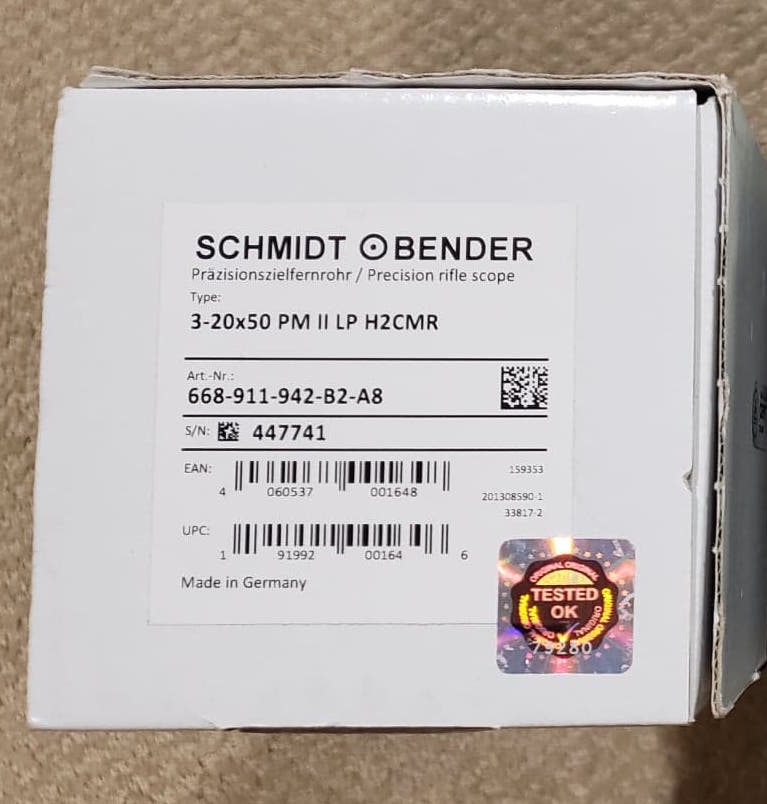 SCHMIDT BENDER
Präzisionszielfernrohr / Precision rifle scope
Type:
3-20x50 PM II LP H2CMR
Art.-Nr.:
668-911-942-B2-A8
S/N: 447741
EAN:
4 060537 001648
159353
201308590-1
33817-2
UPC:
1 91992 00164 6
Made in Germany
ORIGINAL ORIGINAL
TESTED
OK
ORIGINAL
79280